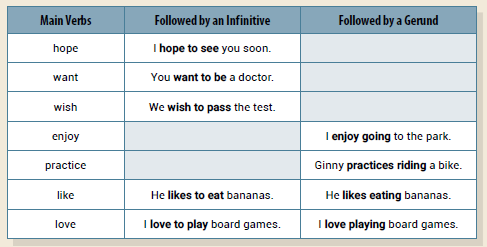 Main Verbs Followed by an Infinitive Followed by a Gerund
hope I hope to see you soon.
want You want to be a doctor.
wish We wish to pass the test.
enjoy I enjoy going to the park.
practice Ginny practices riding a bike.
like He likes to eat bananas. He likes eating bananas.
love I love to play board games. I love playing board games.